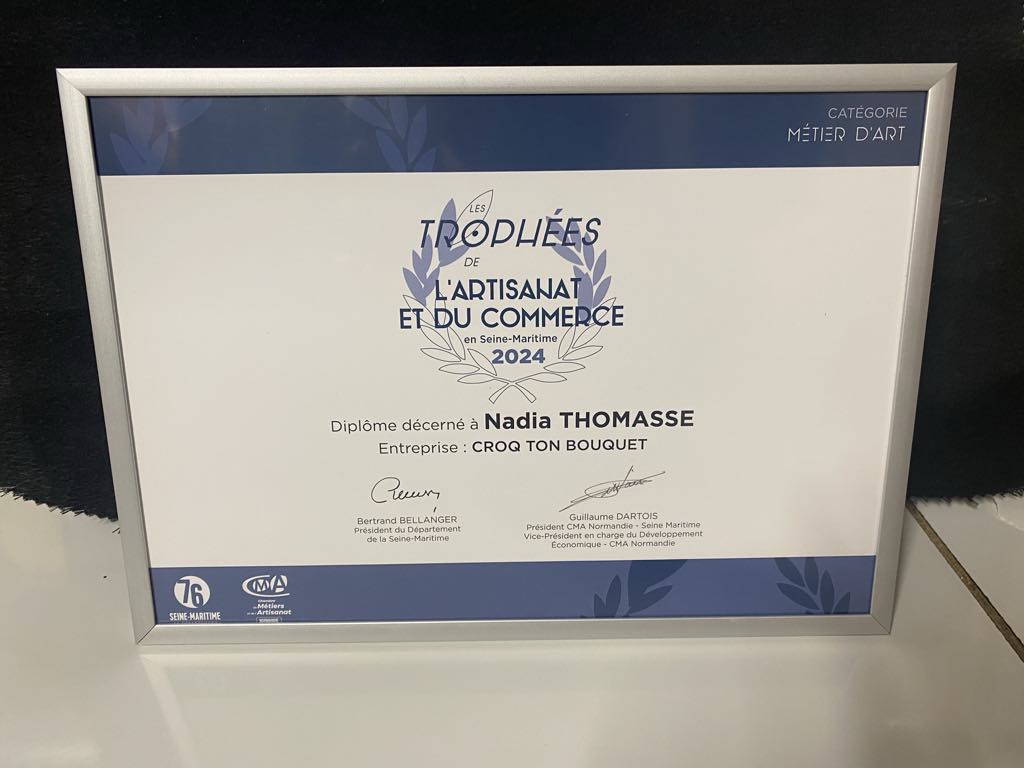 CATÉGORIE
MÉTIER D'ART
LES
TROPHÉES
DE
L'ARTISANAT
ET DU COMMERCE
en Seine-Maritime
2024
Diplôme décerné à Nadia THOMASSE
Entreprise : CROQ TON BOUQUET
Bertrand BELLANGER
Président du Département
de la Seine-Maritime
Guillaume DARTOIS
Président CMA Normandie - Seine Maritime
Vice-Président en charge du Développement
Économique - CMA Normandie
76
SEINE-MARITIME
CMA
Chambre
de Métiers
et de l'Artisanat
NORMANDIE